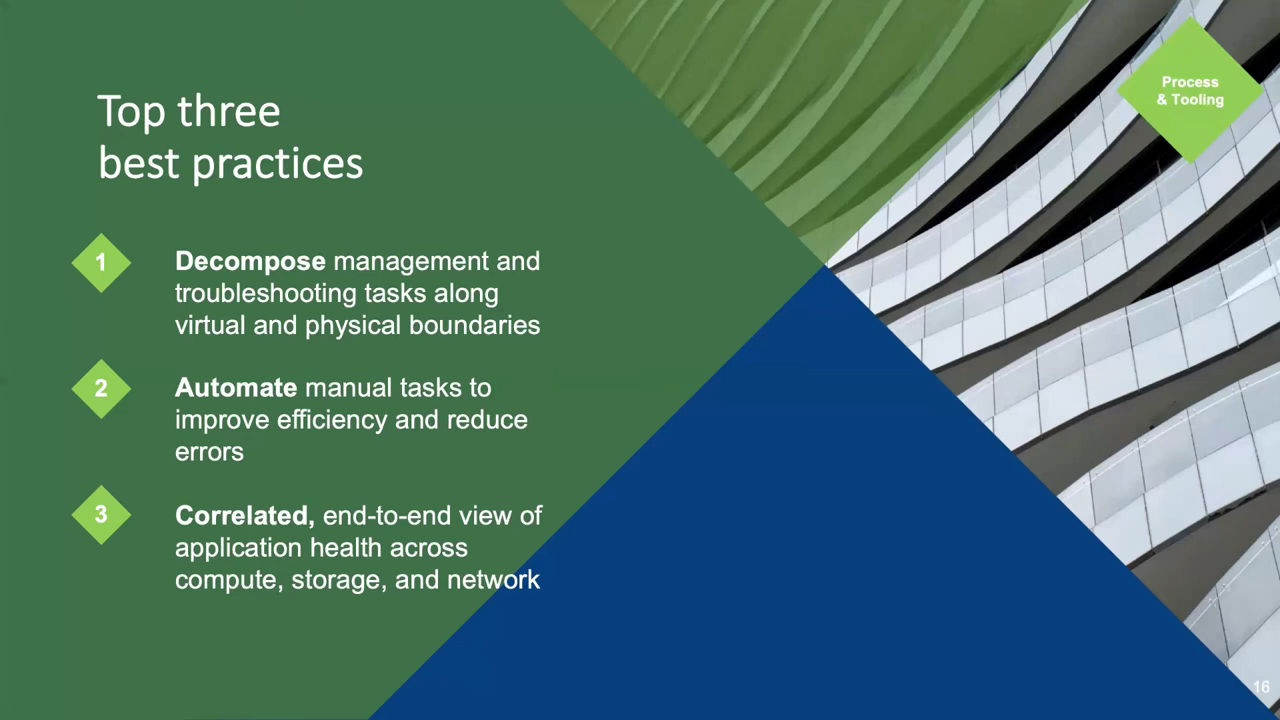 Process
& Tooling
Top three
best practices
1
Decompose management and
troubleshooting tasks along
virtual and physical boundaries
2
Automate manual tasks to
improve efficiency and reduce
errors
3
Correlated, end-to-end view of
application health across
compute, storage, and network
16